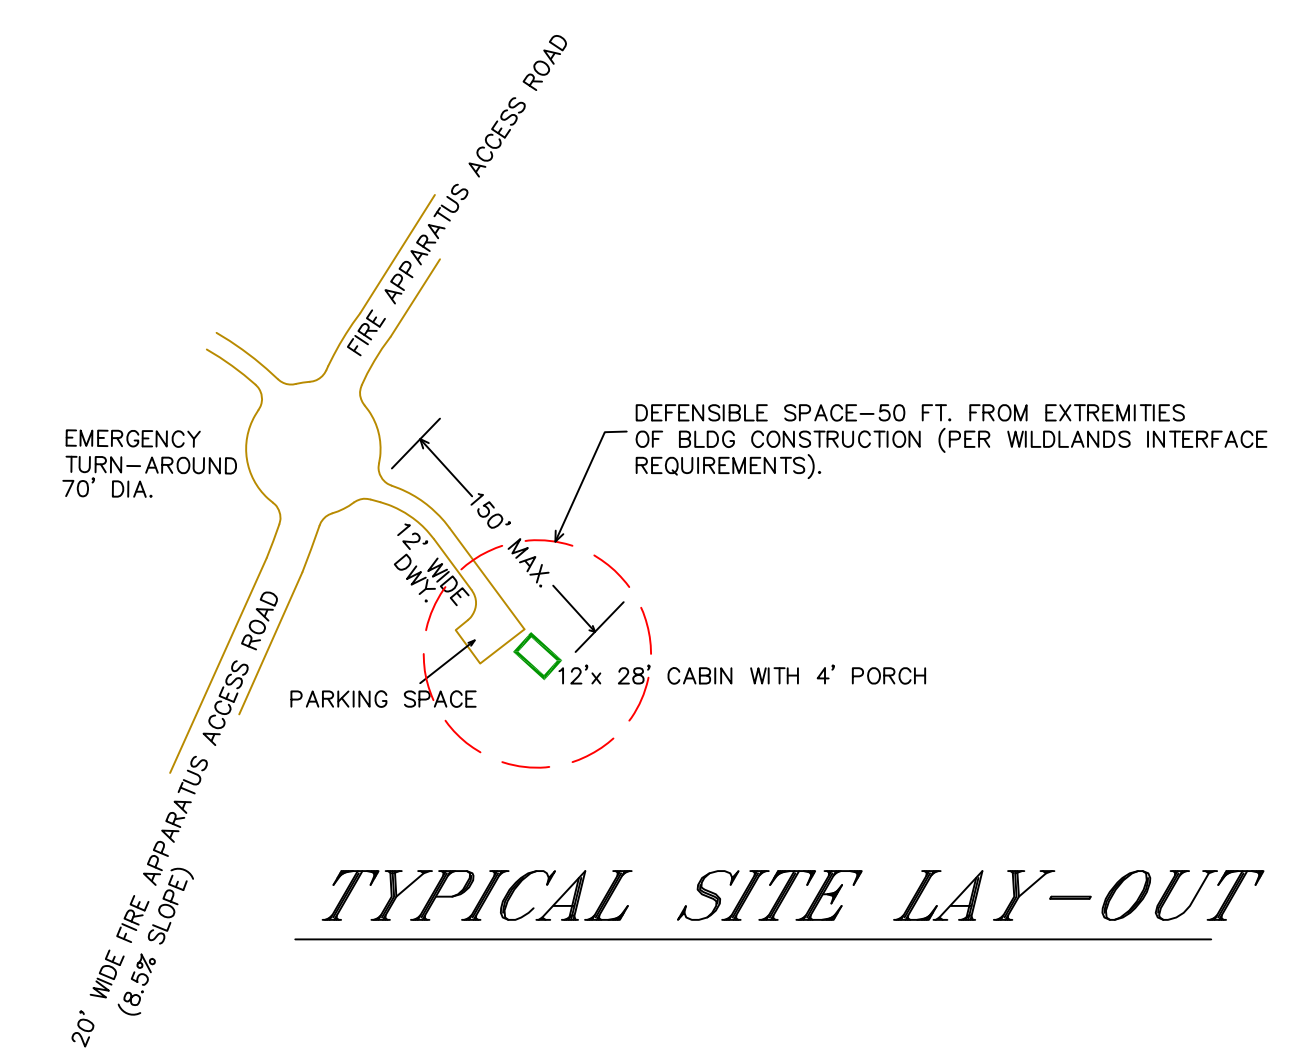 FIRE APPARATUS ACCESS ROAD
DEFENSIBLE SPACE-50 FT. FROM EXTREMITIES
OF BLDG CONSTRUCTION (PER WILDLANDS INTERFACE
REQUIREMENTS).
EMERGENCY
TURN-AROUND
70' DIA.
150' MAX.
12' WIDE
DWY.
12'x 28' CABIN WITH 4' PORCH
PARKING SPACE
20' WIDE FIRE APPARATUS ACCESS ROAD
(8.5% SLOPE)
TYPICAL SITE LAY-OUT